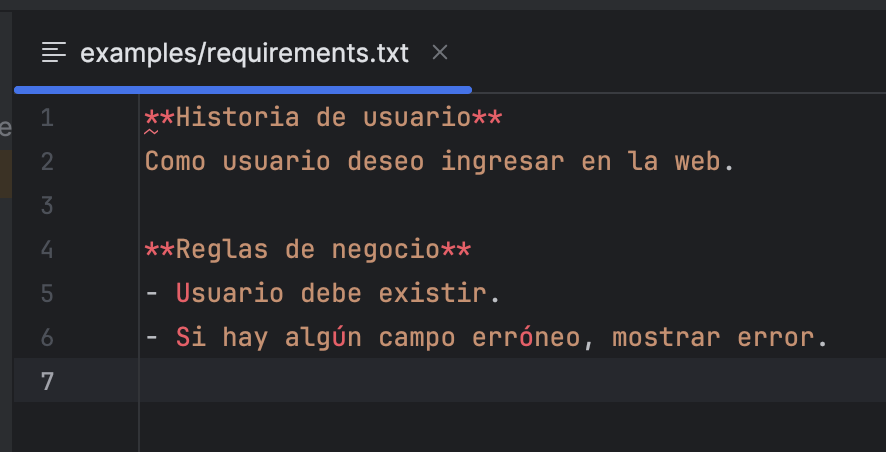 examples/requirements.txt
1 **Historia de usuario**
2 Como usuario deseo ingresar en la web.
3
4 **Reglas de negocio**
5 - Usuario debe existir.
6 - Si hay algún campo erróneo, mostrar error.
7